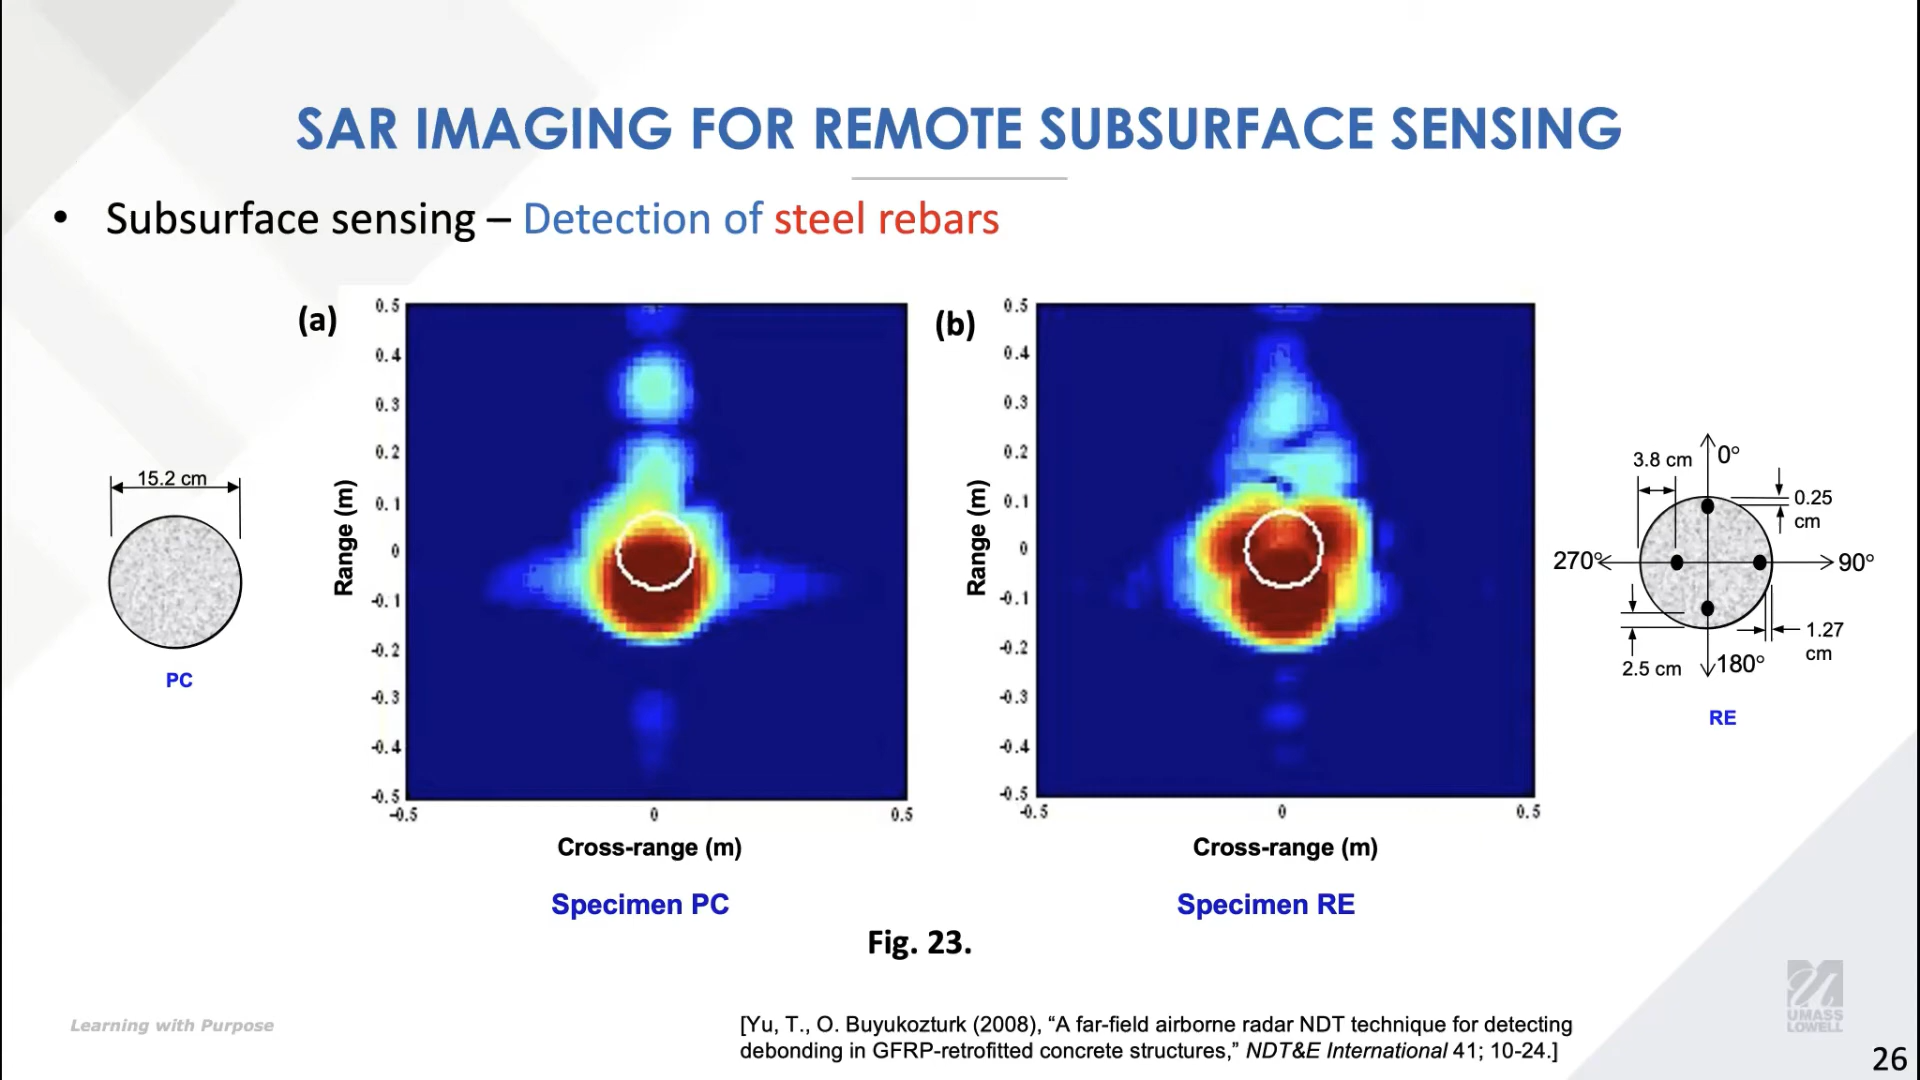 SAR IMAGING FOR REMOTE SUBSURFACE SENSING
• Subsurface sensing – Detection of steel rebars
(a)
0.5
0.4
0.3
0.2
0.1
0
-0.1
-0.2
-0.3
-0.4
-0.5
Range (m)
-0.5 0 0.5
Cross-range (m)
Specimen PC
15.2 cm
PC
(b)
0.5
0.4
0.3
0.2
0.1
0
-0.1
-0.2
-0.3
-0.4
-0.5
Range (m)
-0.5 0 0.5
Cross-range (m)
Specimen RE
0°
3.8 cm
0.25
cm
270°
90°
1.27
cm
2.5 cm
180°
RE
Fig. 23.
Learning with Purpose
[Yu, T., O. Buyukozturk (2008), “A far-field airborne radar NDT technique for detecting
debonding in GFRP-retrofitted concrete structures,” NDT&E International 41; 10-24.]
UMASS
LOWELL
26